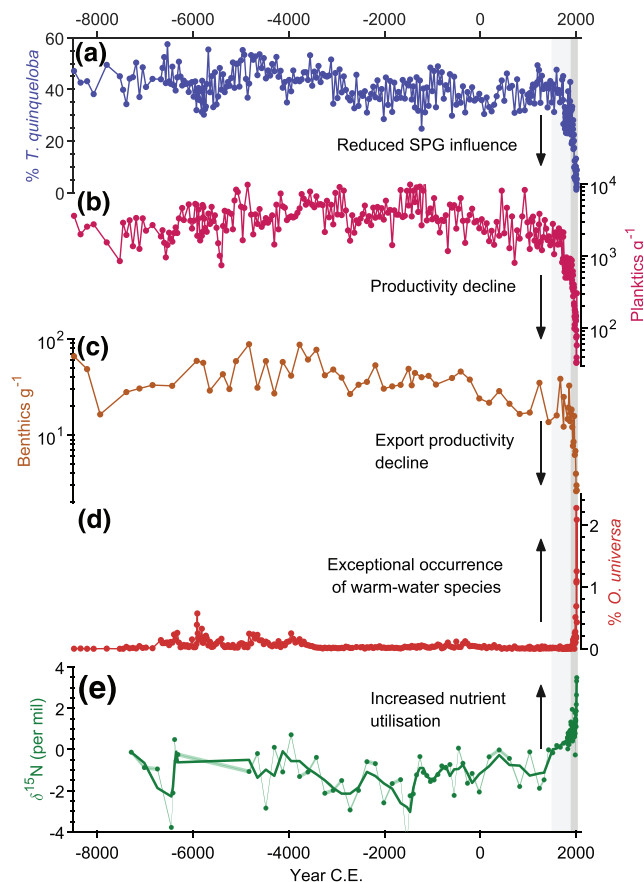 -8000 -6000 -4000 -2000 0 2000
(a)
60
40
20
0
% T. quinqueloba
Reduced SPG influence
(b)
10⁴
10³
10²
Planktics g⁻¹
Productivity decline
(c)
10²
10¹
Benthics g⁻¹
Export productivity
decline
(d)
2
1
0
% O. universa
Exceptional occurrence
of warm-water species
(e)
4
2
0
-2
-4
δ¹⁵N (per mil)
Increased nutrient
utilisation
-8000 -6000 -4000 -2000 0 2000
Year C.E.